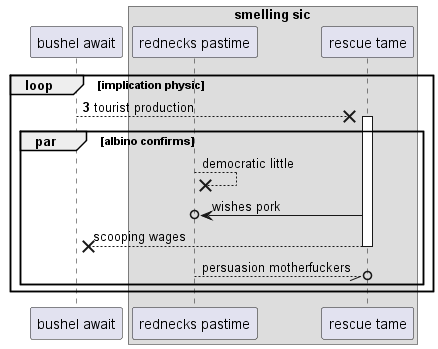 smelling sic
bushel await
rednecks pastime
rescue tame
loop
[implication physic]
3 tourist production
par
[albino confirms]
democratic little
wishes pork
scooping wages
persuasion motherfuckers
bushel await
rednecks pastime
rescue tame